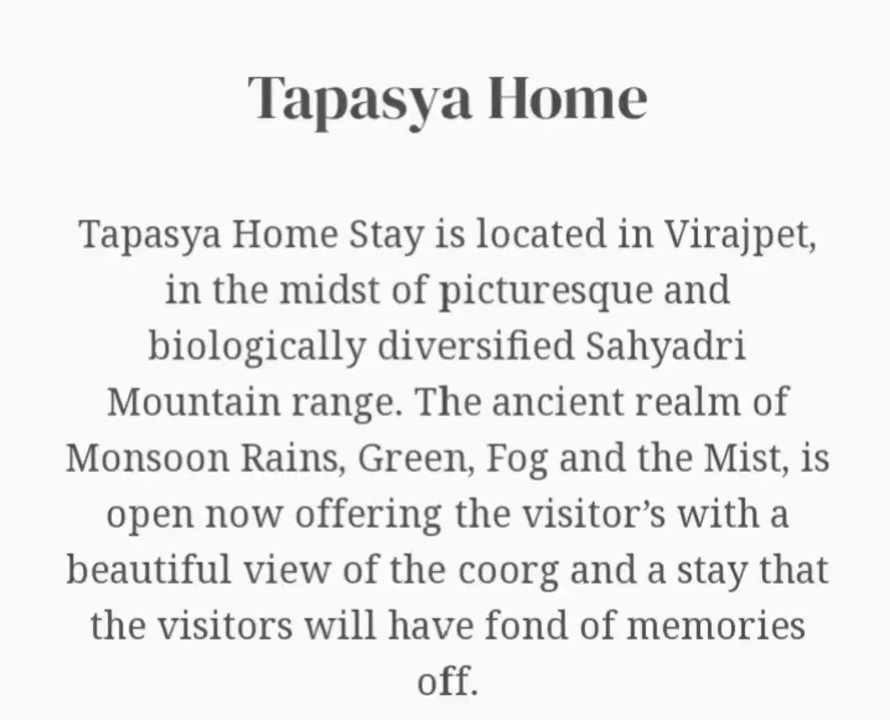 Tapasya Home
Tapasya Home Stay is located in Virajpet,
in the midst of picturesque and
biologically diversified Sahyadri
Mountain range. The ancient realm of
Monsoon Rains, Green, Fog and the Mist, is
open now offering the visitor’s with a
beautiful view of the coorg and a stay that
the visitors will have fond of memories
off.